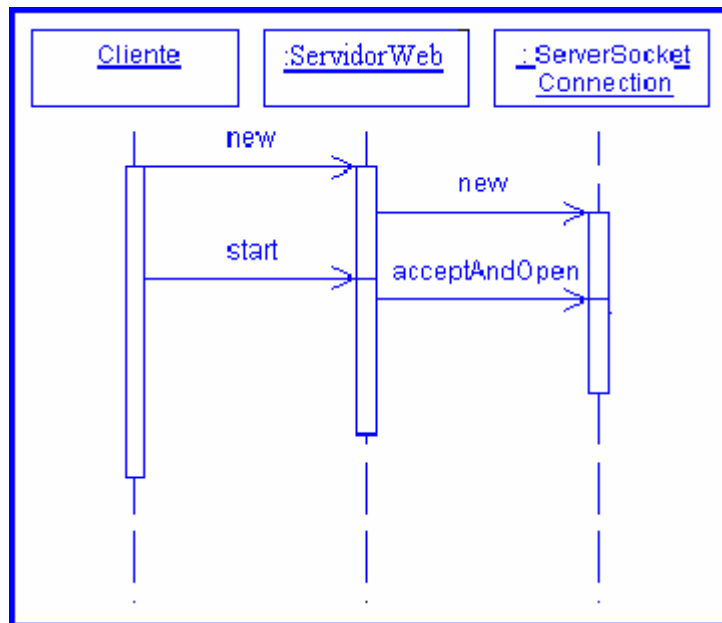 Cliente
:ServidorWeb
: ServerSocket
Connection
new
new
start
acceptAndOpen